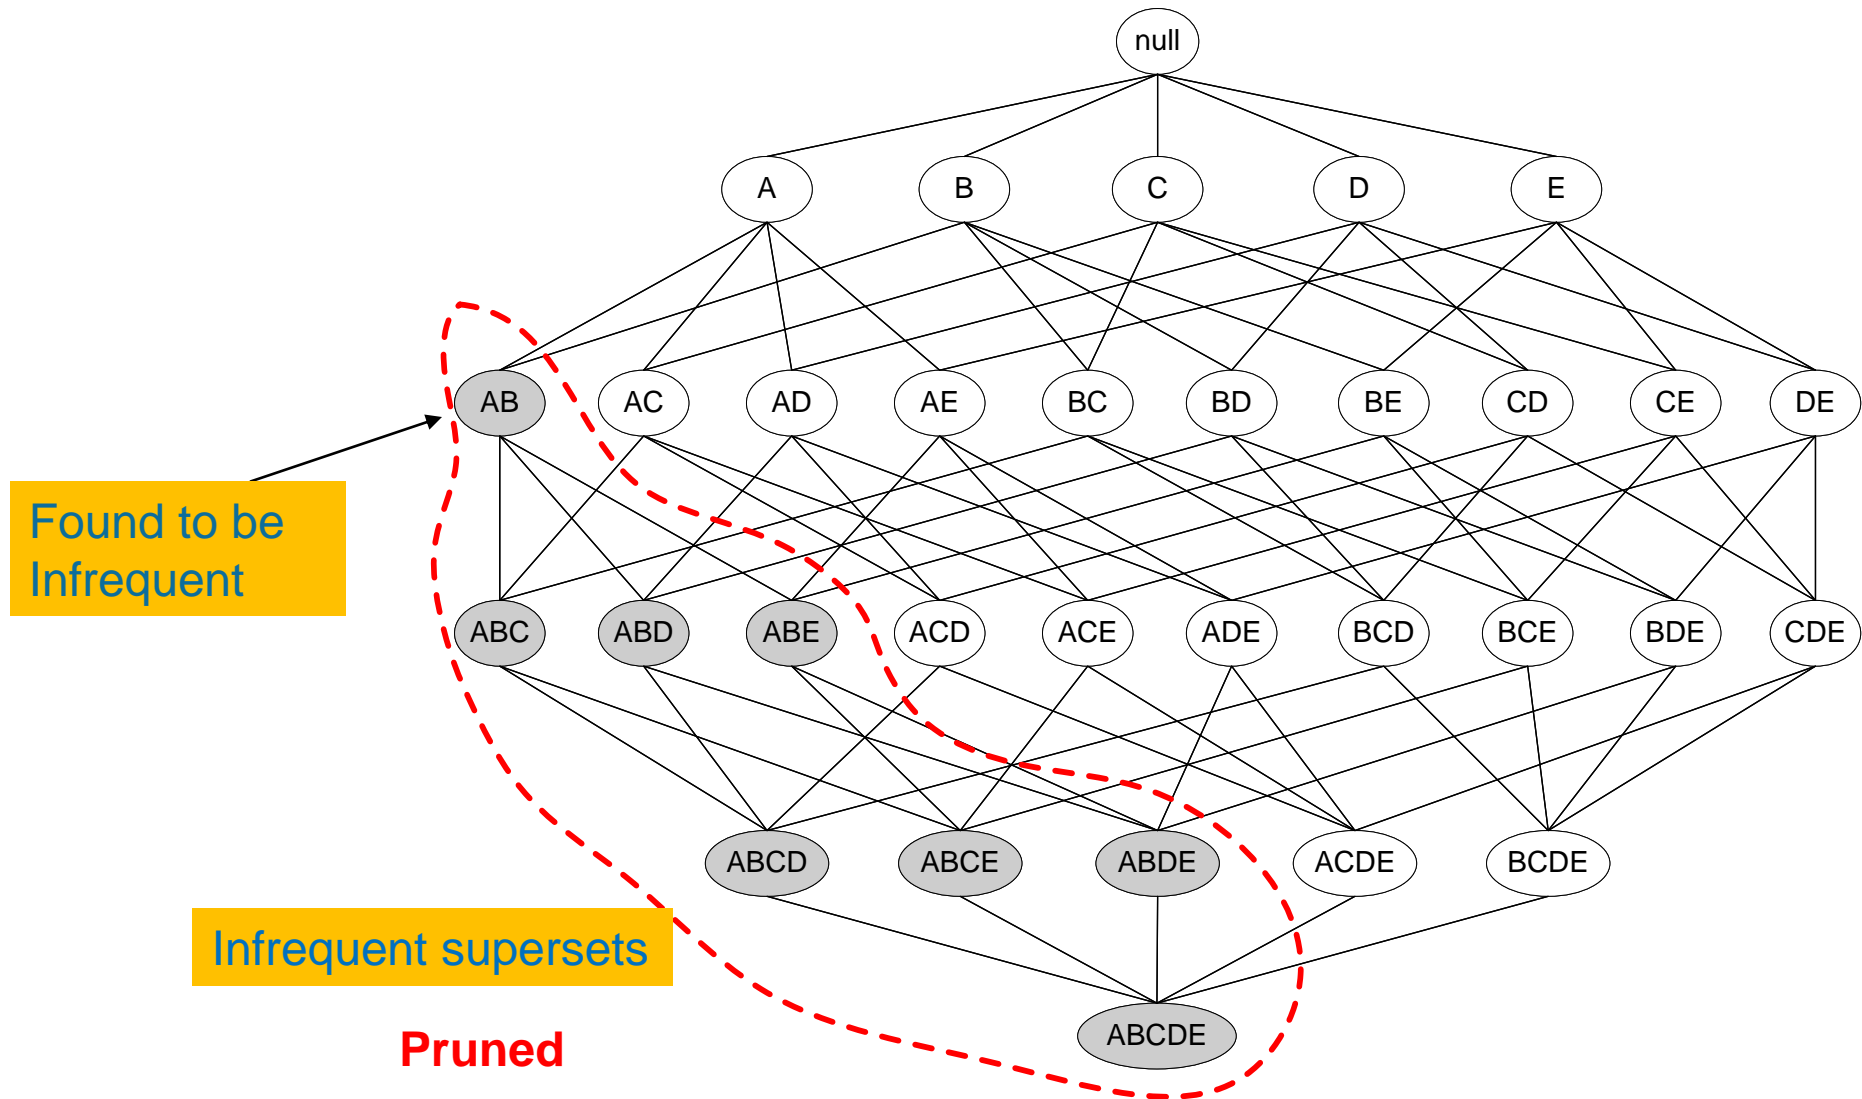 null
A B C D E
AB AC AD AE BC BD BE CD CE DE
Found to be
Infrequent
ABC ABD ABE ACD ACE ADE BCD BCE BDE CDE
ABCD ABCE ABDE ACDE BCDE
Infrequent supersets
ABCDE
Pruned